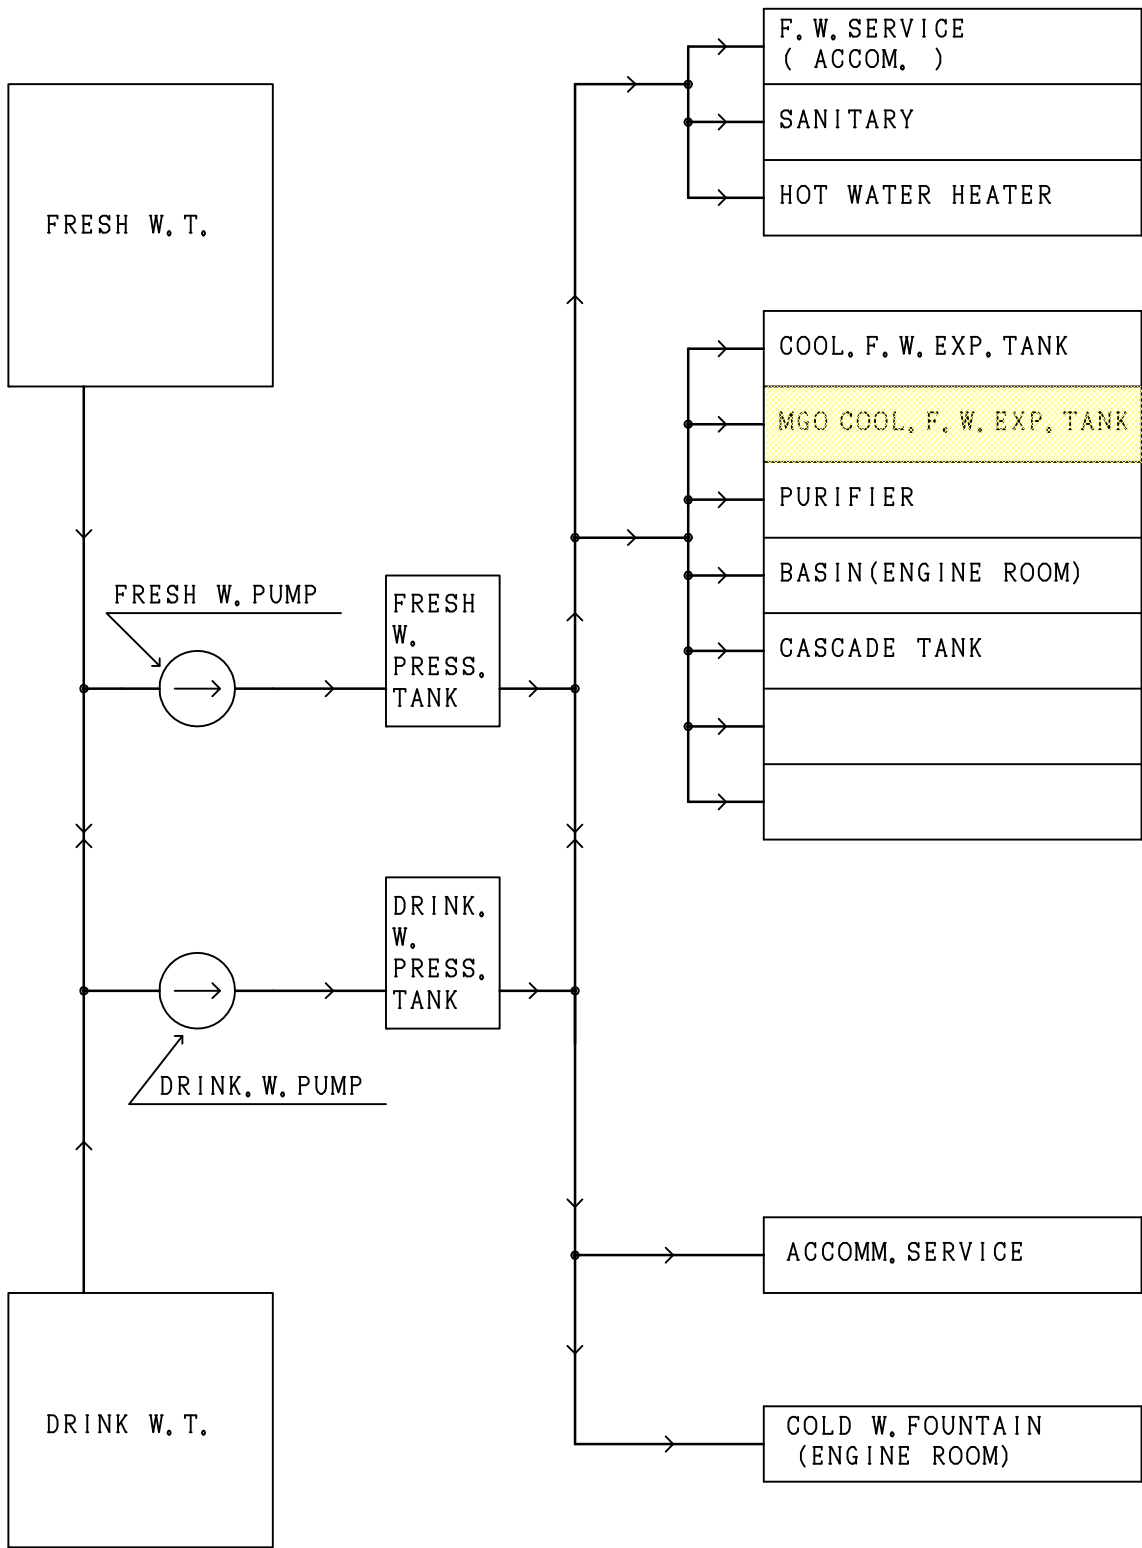 F.W.SERVICE
( ACCOM. )
SANITARY
HOT WATER HEATER
FRESH W.T.
COOL.F.W.EXP.TANK
MGO COOL.F.W.EXP.TANK
PURIFIER
BASIN(ENGINE ROOM)
CASCADE TANK
FRESH W.PUMP
FRESH
W.
PRESS.
TANK
DRINK.
W.
PRESS.
TANK
DRINK.W.PUMP
ACCOMM.SERVICE
DRINK W.T.
COLD W.FOUNTAIN
(ENGINE ROOM)